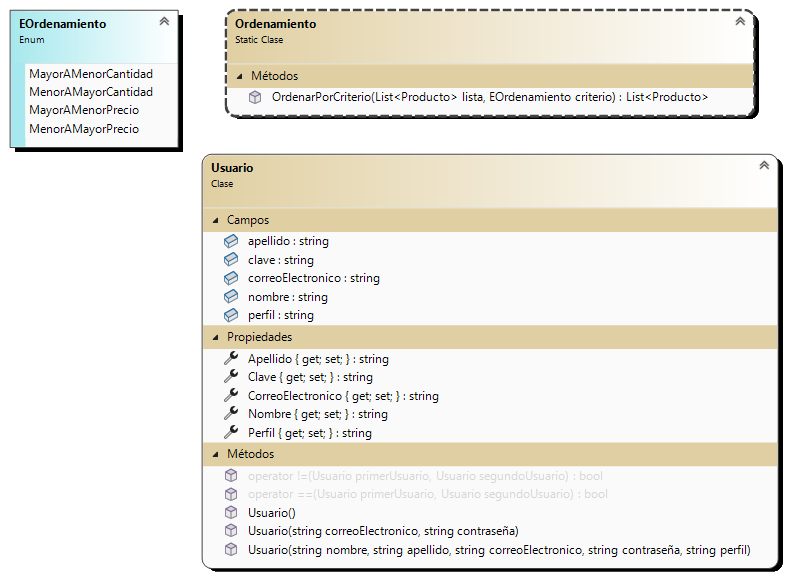 EOrdenamiento
Enum
MayorAMenorCantidad
MenorAMayorCantidad
MayorAMenorPrecio
MenorAMayorPrecio
Ordenamiento
Static Clase
Métodos
OrdenarPorCriterio(List<Producto> lista, EOrdenamiento criterio) : List<Producto>
Usuario
Clase
Campos
apellido : string
clave : string
correoElectronico : string
nombre : string
perfil : string
Propiedades
Apellido { get; set; } : string
Clave { get; set; } : string
CorreoElectronico { get; set; } : string
Nombre { get; set; } : string
Perfil { get; set; } : string
Métodos
operator !=(Usuario primerUsuario, Usuario segundoUsuario) : bool
operator ==(Usuario primerUsuario, Usuario segundoUsuario) : bool
Usuario()
Usuario(string correoElectronico, string contraseña)
Usuario(string nombre, string apellido, string correoElectronico, string contraseña, string perfil)